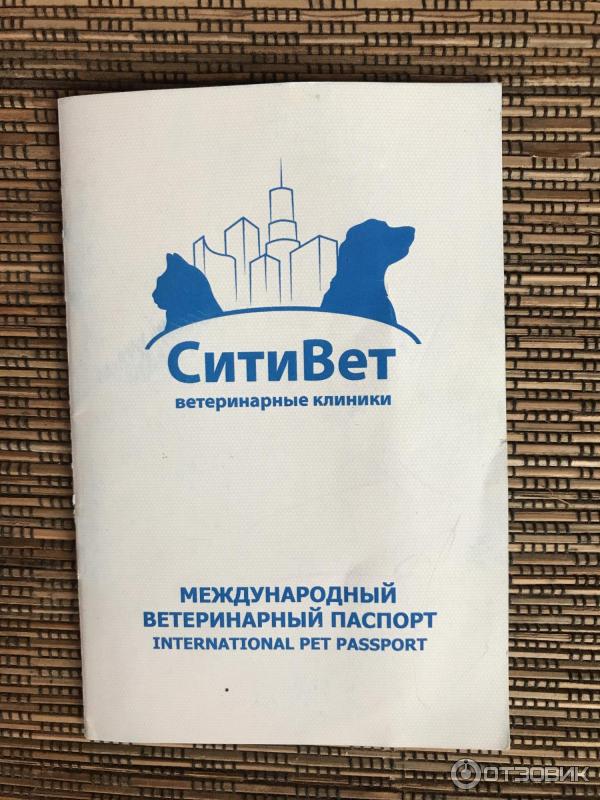 СитиВет
ветеринарные клиники
МЕЖДУНАРОДНЫЙ
ВЕТЕРИНАРНЫЙ ПАСПОРТ
INTERNATIONAL PET PASSPORT
ОТЗОВИК